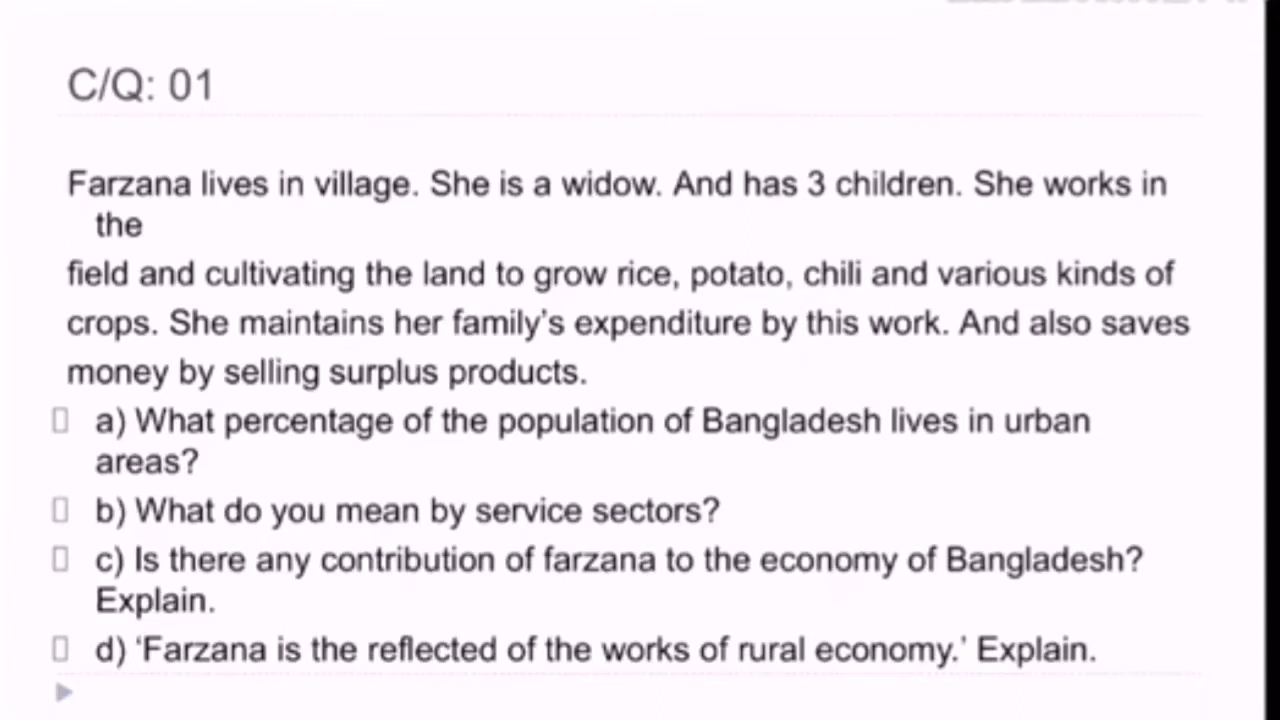 C/Q: 01
Farzana lives in village. She is a widow. And has 3 children. She works in
the
field and cultivating the land to grow rice, potato, chili and various kinds of
crops. She maintains her family’s expenditure by this work. And also saves
money by selling surplus products.
a) What percentage of the population of Bangladesh lives in urban
areas?
b) What do you mean by service sectors?
c) Is there any contribution of farzana to the economy of Bangladesh?
Explain.
d) ‘Farzana is the reflected of the works of rural economy.’ Explain.